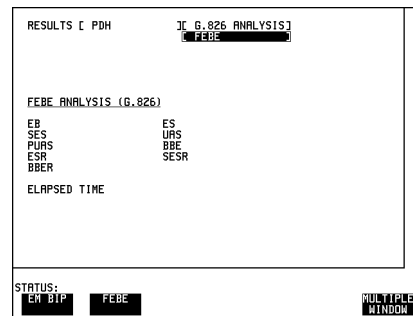 RESULTS [ PDH ][ G.826 ANALYSIS]
[ FEBE ]
FEBE ANALYSIS (G.826)
EB ES
SES UAS
PUAS BBE
ESR SESR
BBER
ELAPSED TIME
STATUS:
EM BIP FEBE MULTIPLE
WINDOW